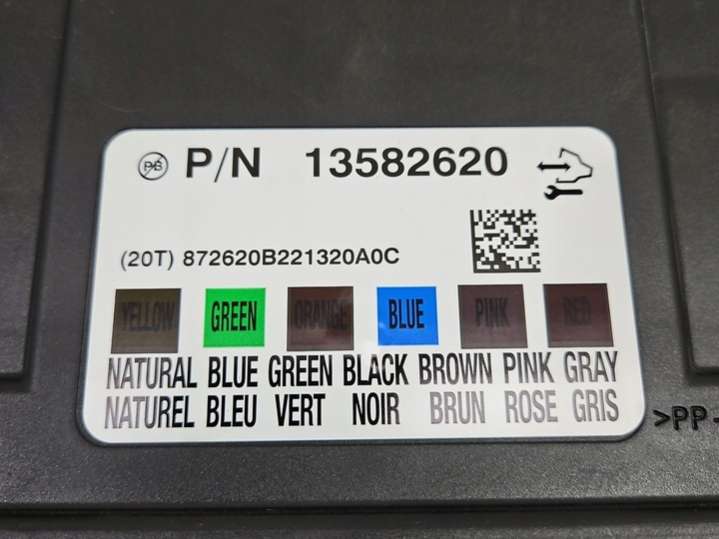 Pb P/N 13582620
(20T) 872620B221320A0C
YELLOW GREEN ORANGE BLUE PINK RED
NATURAL BLUE GREEN BLACK BROWN PINK GRAY
NATUREL BLEU VERT NOIR BRUN ROSE GRIS
>PP-